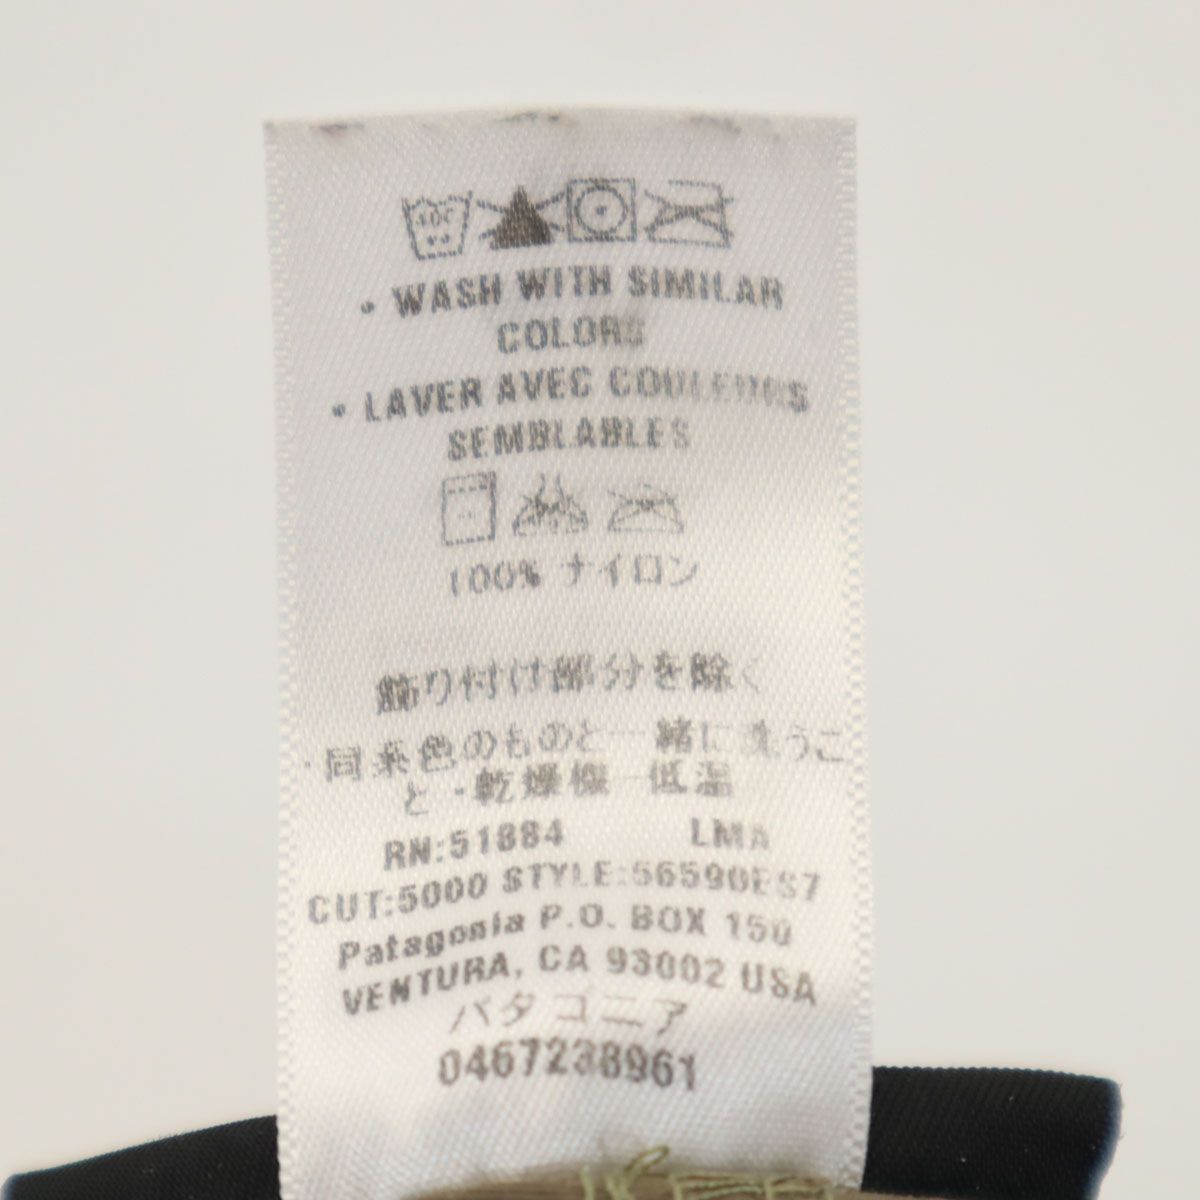 • WASH WITH SIMILAR
COLORS
• LAVER AVEC COULEURS
SEMBLABLES
100% ナイロン
飾り付け部分を除く
・同系色のものと一緒に洗うこ
と・乾燥機 低温
RN:51884 LMA
CUT:5000 STYLE:56590ES7
Patagonia P.O. BOX 150
VENTURA, CA 93002 USA
パタゴニア
0467238961